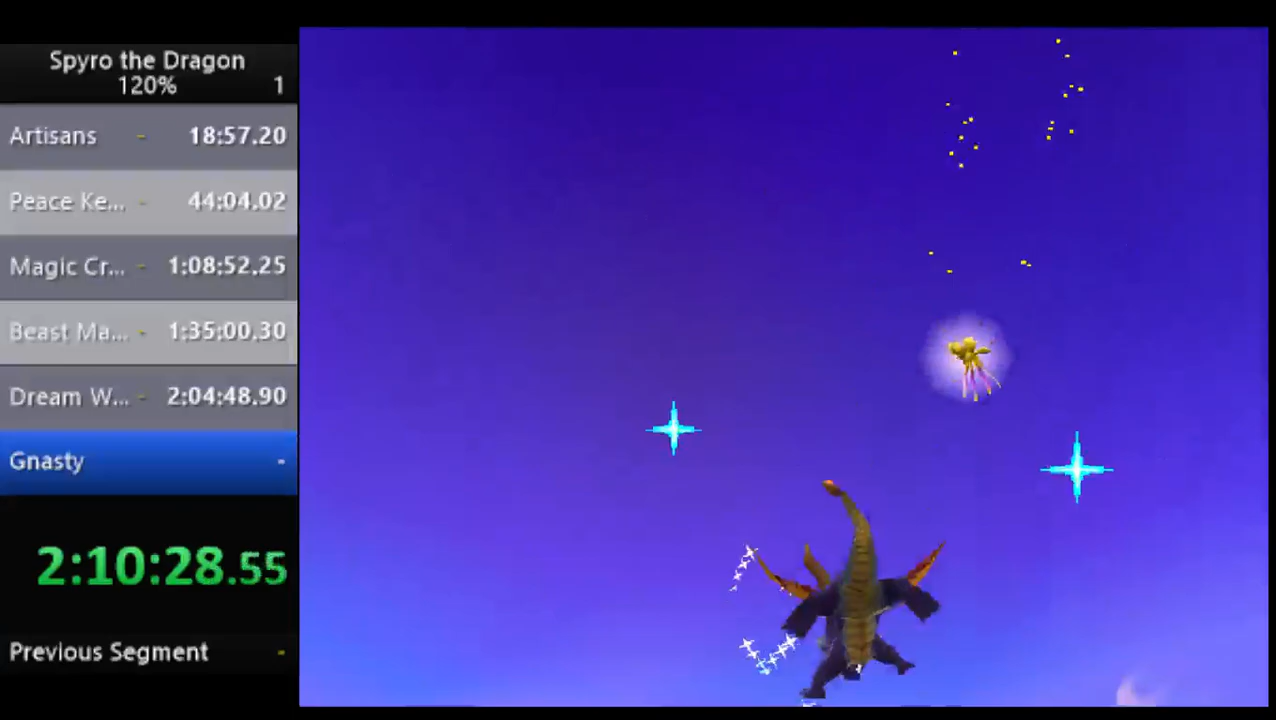 Spyro the Dragon
120% 1
Artisans - 18:57.20
Peace Ke... - 44:04.02
Magic Cr... - 1:08:52.25
Beast Ma... - 1:35:00.30
Dream W... - 2:04:48.90
Gnasty -
2:10:28.55
Previous Segment -